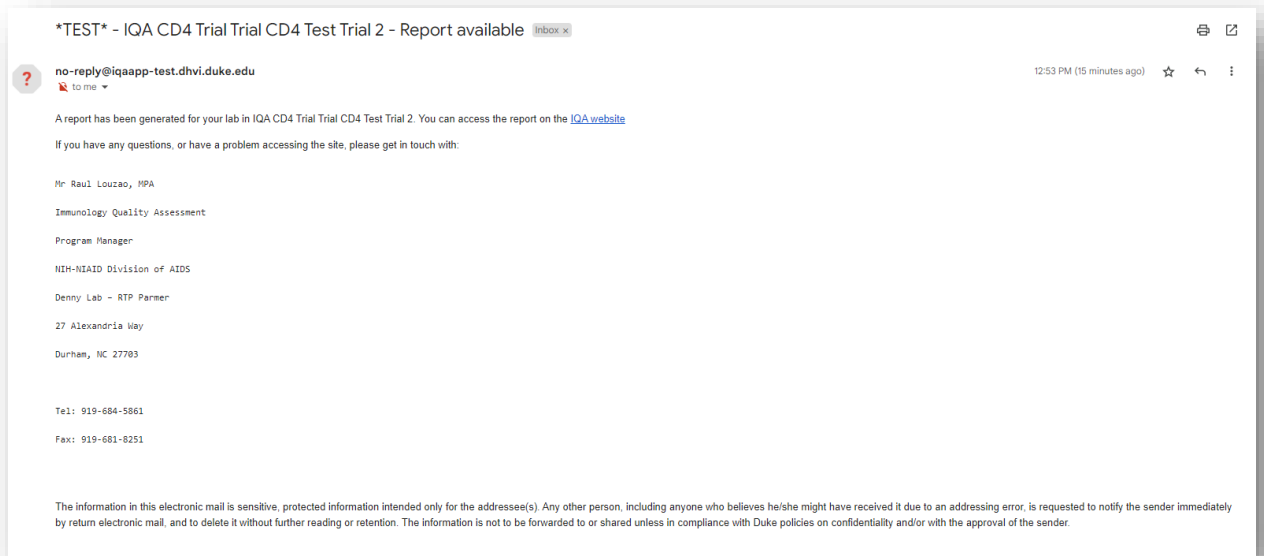 *TEST* - IQA CD4 Trial Trial CD4 Test Trial 2 - Report available Inbox x
no-reply@iqaapp-test.dhvi.duke.edu 12:53 PM (15 minutes ago)
?
to me
A report has been generated for your lab in IQA CD4 Trial Trial CD4 Test Trial 2. You can access the report on the IQA website
If you have any questions, or have a problem accessing the site, please get in touch with:
Mr Raul Louzao, MPA
Immunology Quality Assessment
Program Manager
NIH-NIAID Division of AIDS
Denny Lab – RTP Parmer
27 Alexandria Way
Durham, NC 27703
Tel: 919-684-5861
Fax: 919-681-8251
The information in this electronic mail is sensitive, protected information intended only for the addressee(s). Any other person, including anyone who believes he/she might have received it due to an addressing error, is requested to notify the sender immediately
by return electronic mail, and to delete it without further reading or retention. The information is not to be forwarded to or shared unless in compliance with Duke policies on confidentiality and/or with the approval of the sender.